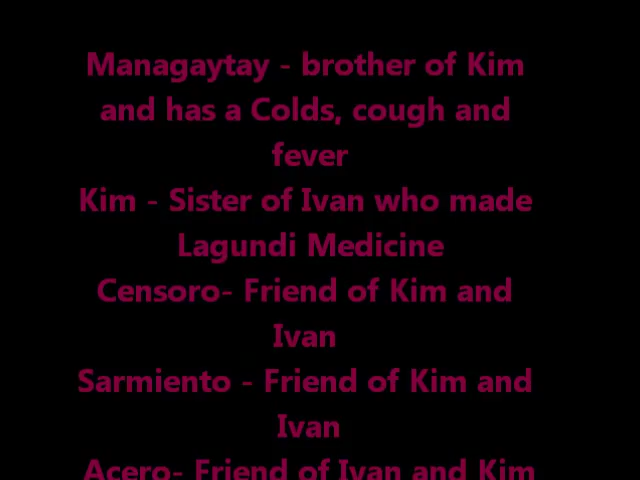 Managaytay - brother of Kim
and has a Colds, cough and
fever
Kim - Sister of Ivan who made
Lagundi Medicine
Censoro- Friend of Kim and
Ivan
Sarmiento - Friend of Kim and
Ivan
Acero- Friend of Ivan and Kim